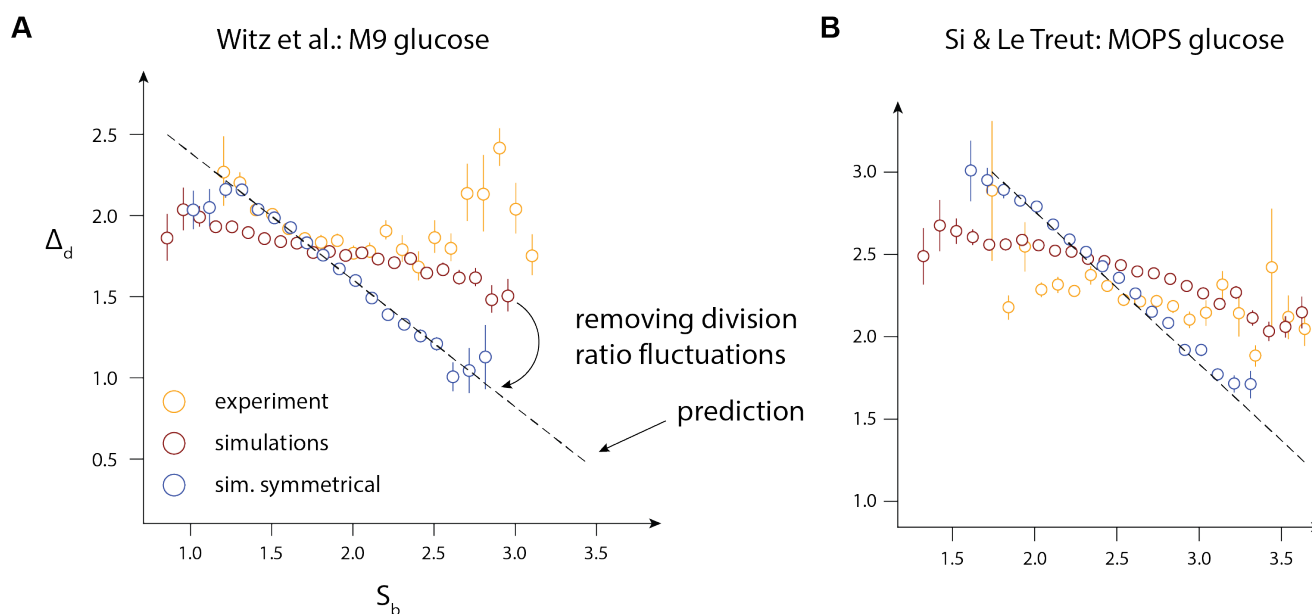 A
Witz et al.: M9 glucose
Δd
2.5
2.0
1.5
1.0
0.5
1.0 1.5 2.0 2.5 3.0 3.5
Sb
experiment
simulations
sim. symmetrical
removing division
ratio fluctuations
prediction
B
Si & Le Treut: MOPS glucose
3.0
2.5
2.0
1.5
1.0
1.5 2.0 2.5 3.0 3.5